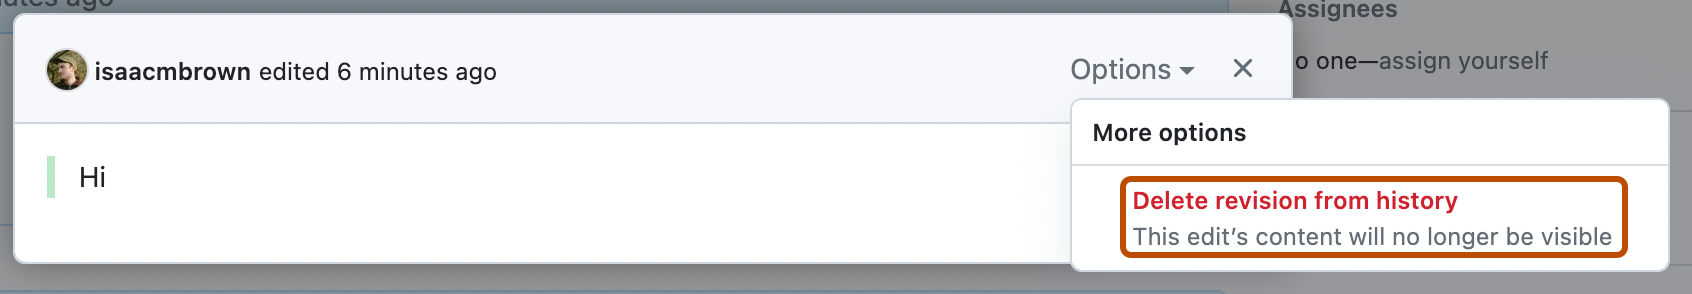 ago
Assignees
isaacmbrown edited 6 minutes ago
Options
o one—assign yourself
More options
Hi
Delete revision from history
This edit’s content will no longer be visible